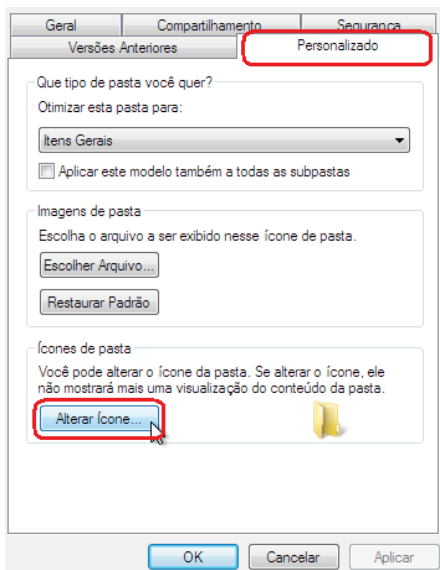 Geral Compartilhamento Segurança
Versões Anteriores Personalizado
Que tipo de pasta você quer?
Otimizar esta pasta para:
Itens Gerais
Aplicar este modelo também a todas as subpastas
Imagens de pasta
Escolha o arquivo a ser exibido nesse ícone de pasta.
Escolher Arquivo...
Restaurar Padrão
Ícones de pasta
Você pode alterar o ícone da pasta. Se alterar o ícone, ele
não mostrará mais uma visualização do conteúdo da pasta.
Alterar Ícone...
OK Cancelar Aplicar